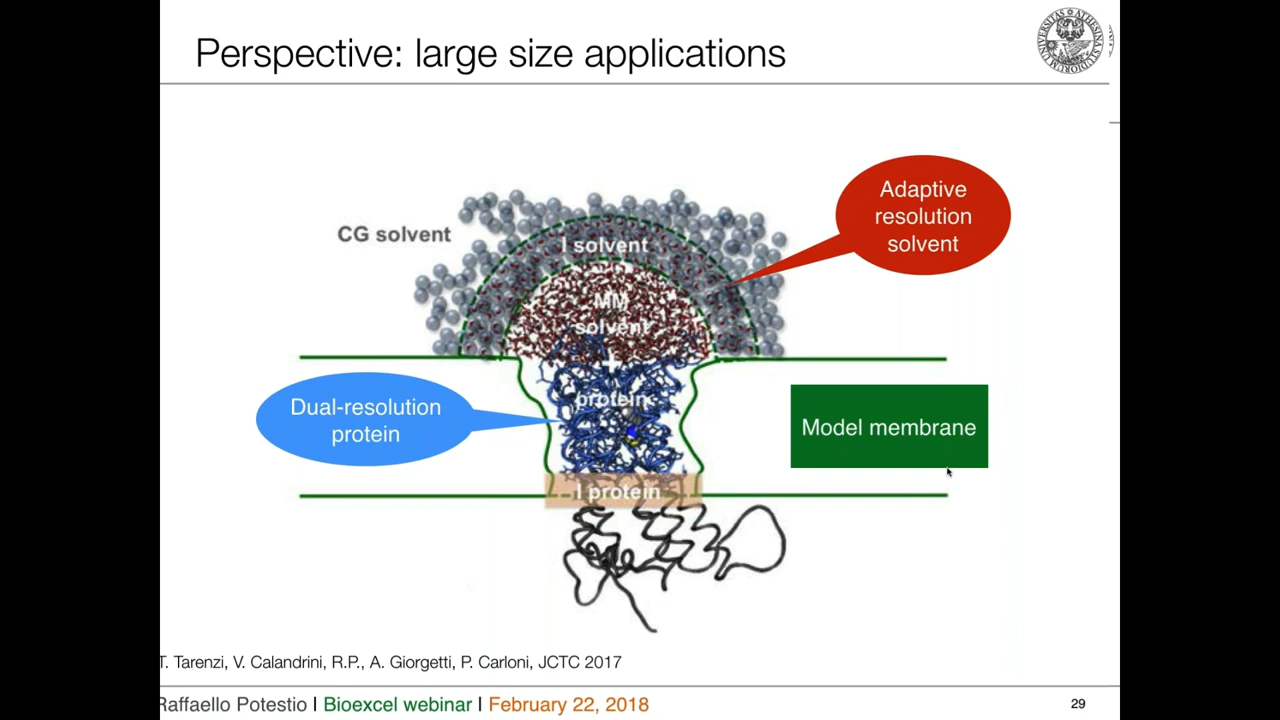 Perspective: large size applications
Adaptive
resolution
solvent
CG solvent
I solvent
MM
solvent
+
protein
Dual-resolution
protein
Model membrane
I protein
T. Tarenzi, V. Calandrini, R.P., A. Giorgetti, P. Carloni, JCTC 2017
Raffaello Potestio I Bioexcel webinar I February 22, 2018
29